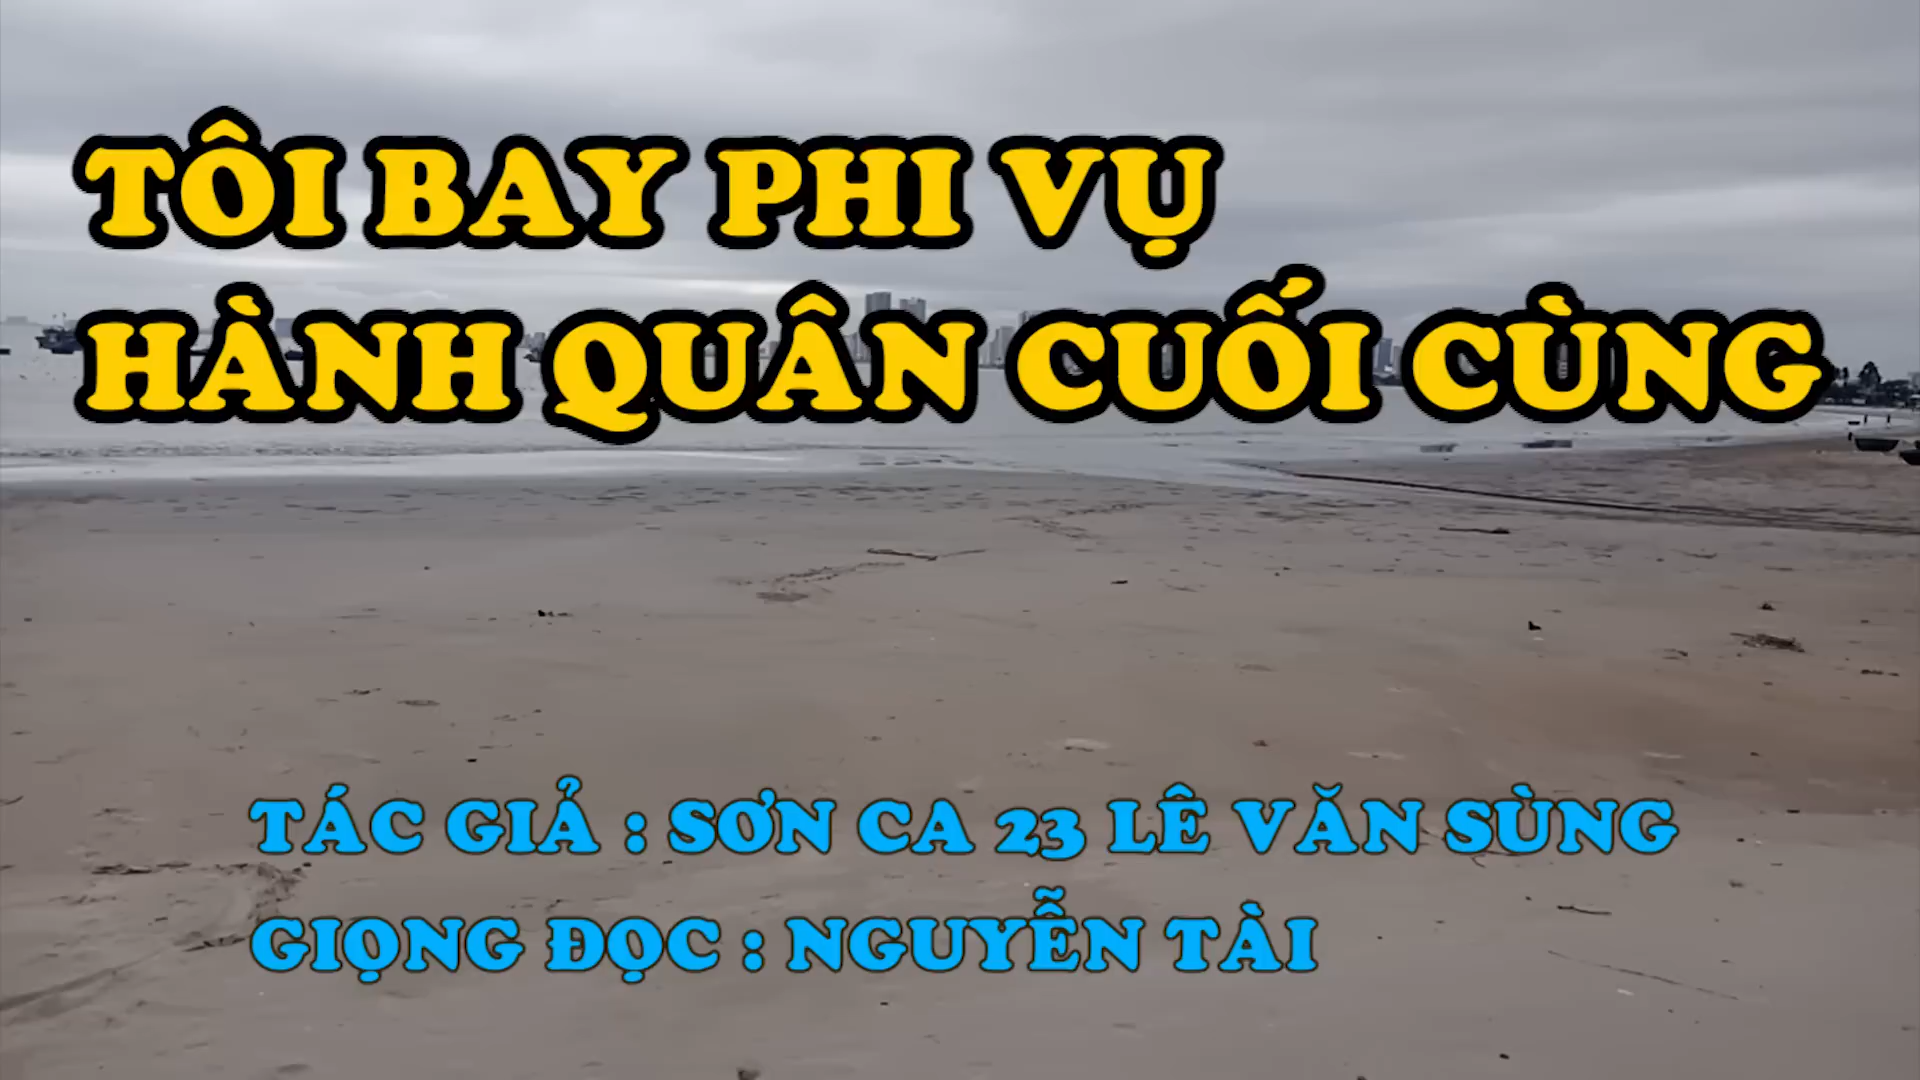 TÔI BAY PHI VỤ
HÀNH QUÂN CUỐI CÙNG
TÁC GIẢ : SƠN CA 23 LÊ VĂN SÙNG
GIỌNG ĐỌC : NGUYỄN TÀI